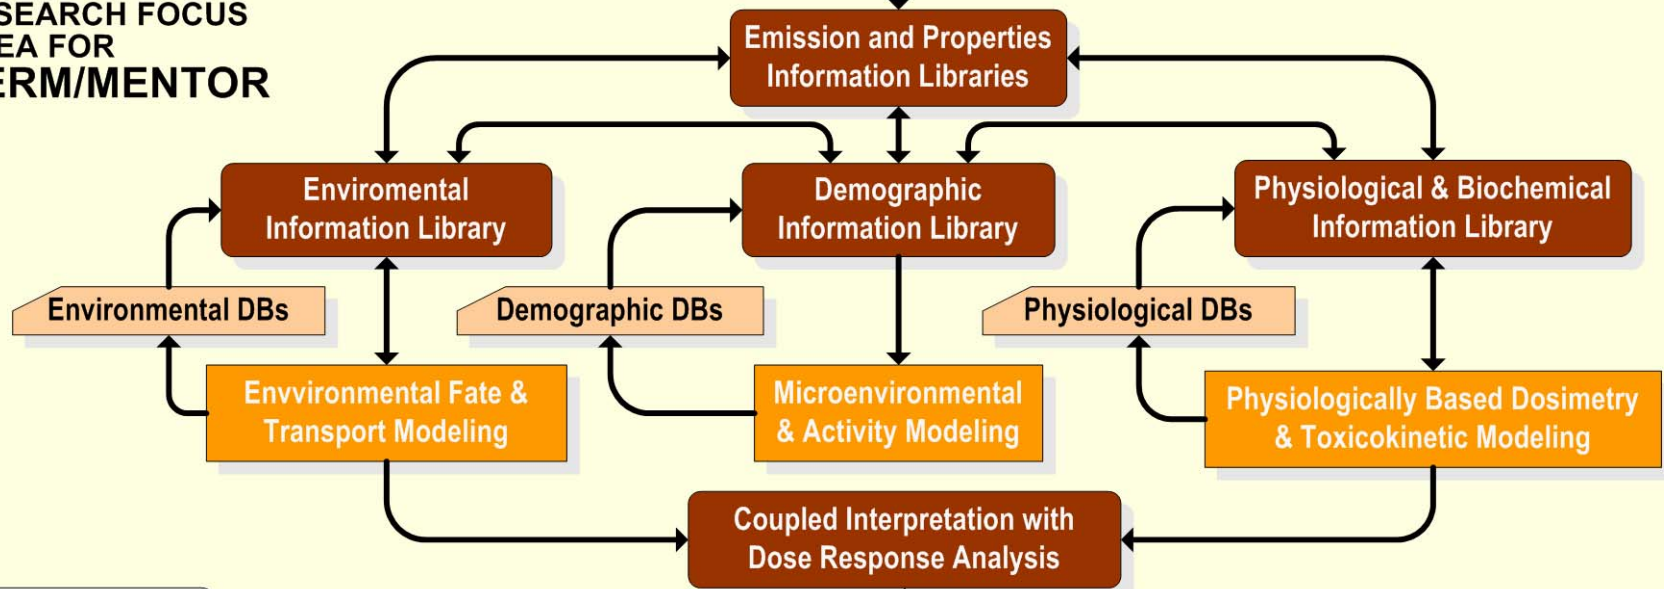 SEARCH FOCUS
EA FOR
ERM/MENTOR
Emission and Properties
Information Libraries
Enviromental
Information Library
Demographic
Information Library
Physiological & Biochemical
Information Library
Environmental DBs
Demographic DBs
Physiological DBs
Envvironmental Fate &
Transport Modeling
Microenvironmental
& Activity Modeling
Physiologically Based Dosimetry
& Toxicokinetic Modeling
Coupled Interpretation with
Dose Response Analysis